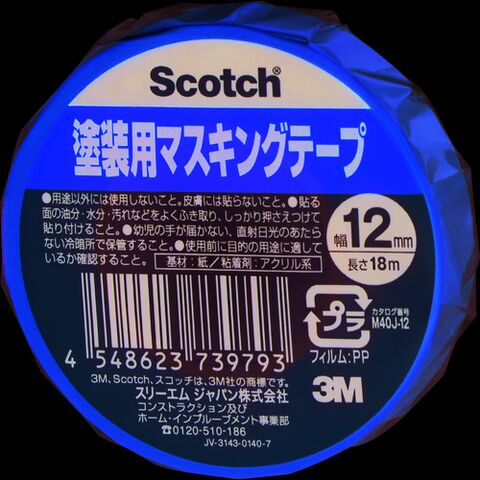 Scotch®
塗装用マスキングテープ
●用途以外には使用しないこと。皮膚には貼らないこと。●貼る
面の油分・水分・汚れなどをよくふき取り、しっかり押さえつけて
貼り付けること。●幼児の手が届かない、直射日光のあたら
ない冷暗所で保管すること。●使用前に目的の用途に適して
いるか確認すること。
基材:紙/粘着剤:アクリル系
幅12mm
長さ18m
プラ
カタログ番号
M40J-12
フィルム:PP
4 548623 739793
3M
3M、Scotch、スコッチは、3M社の商標です。
スリーエム ジャパン株式会社
コンストラクション及び
ホーム・インプルーブメント事業部
☎0120-510-186
JV-3143-0140-7